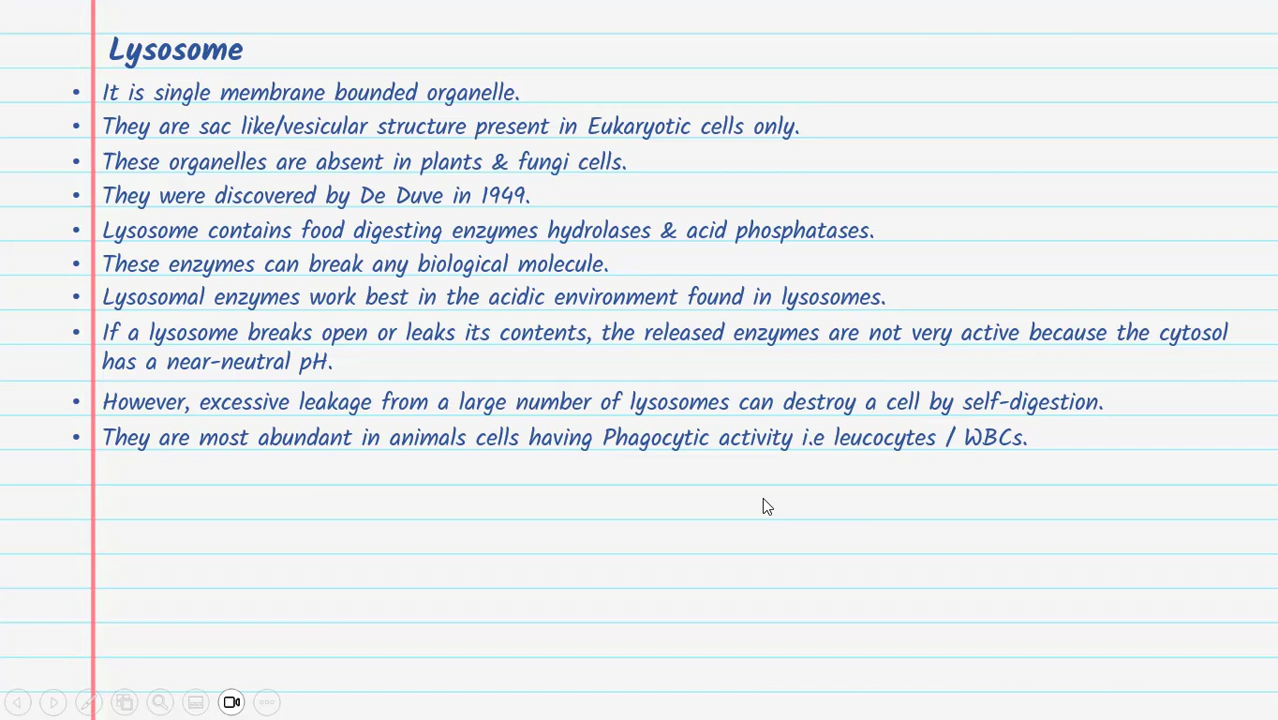 Lysosome
• It is single membrane bounded organelle.
• They are sac like/vesicular structure present in Eukaryotic cells only.
• These organelles are absent in plants & fungi cells.
• They were discovered by De Duve in 1949.
• Lysosome contains food digesting enzymes hydrolases & acid phosphatases.
• These enzymes can break any biological molecule.
• Lysosomal enzymes work best in the acidic environment found in lysosomes.
• If a lysosome breaks open or leaks its contents, the released enzymes are not very active because the cytosol
has a near-neutral pH.
• However, excessive leakage from a large number of lysosomes can destroy a cell by self-digestion.
• They are most abundant in animals cells having Phagocytic activity i.e leucocytes / WBCs.